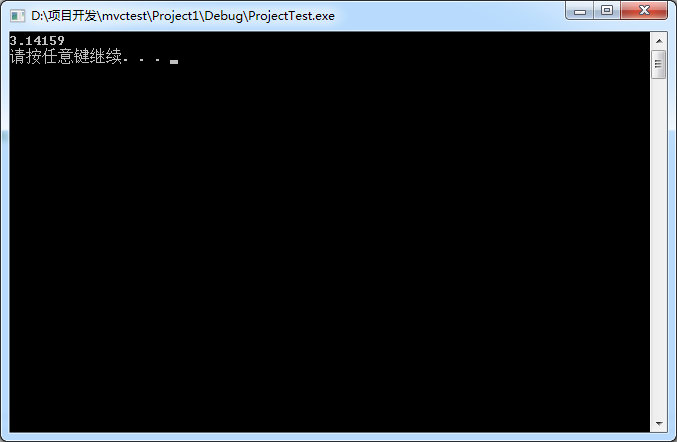 D:\项目开发\mvctest\Project1\Debug\ProjectTest.exe
3.14159
请按任意键继续. . .